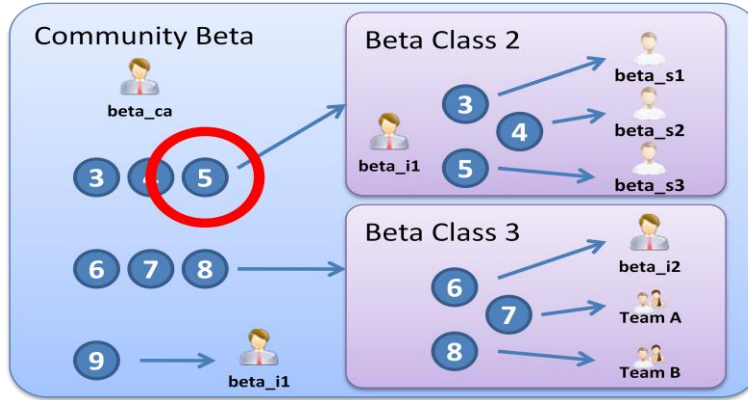 Community Beta
beta_ca
3 4 5
6 7 8
9
beta_i1
Beta Class 2
beta_i1
3
4
5
beta_s1
beta_s2
beta_s3
Beta Class 3
6
7
8
beta_i2
Team A
Team B